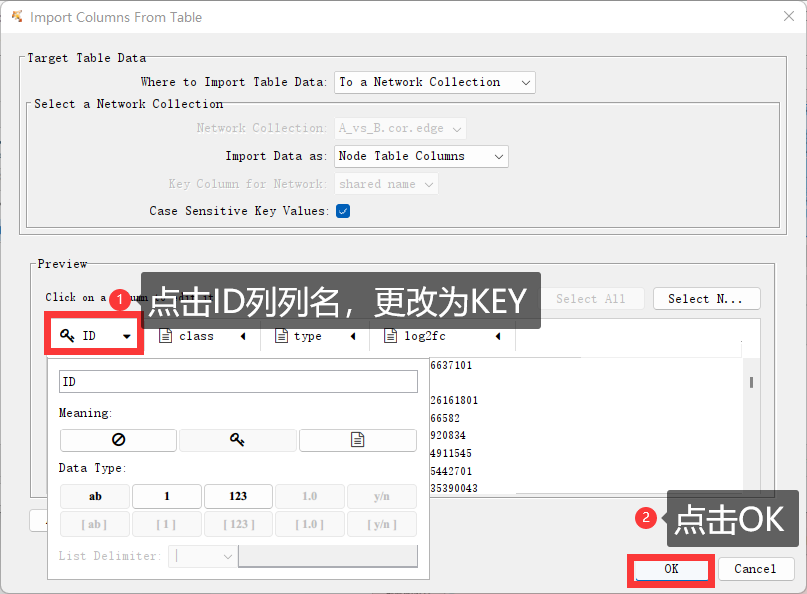 Import Columns From Table
Target Table Data
Where to Import Table Data: To a Network Collection
Select a Network Collection
Network Collection: A_vs_B.cor.edge
Import Data as: Node Table Columns
Key Column for Network: shared name
Case Sensitive Key Values:
Preview
Click on a
1 点击ID列列名，更改为KEY
Select All Select N...
ID class type log2fc
6637101
ID
26161801
Meaning:
66582
920834
4911545
Data Type:
5442701
ab 1 123 1.0 y/n
35390043
[ ab ] [ 1 ] [ 123 ] [ 1.0 ] [ y/n ]
2 点击OK
List Delimiter: |
OK Cancel